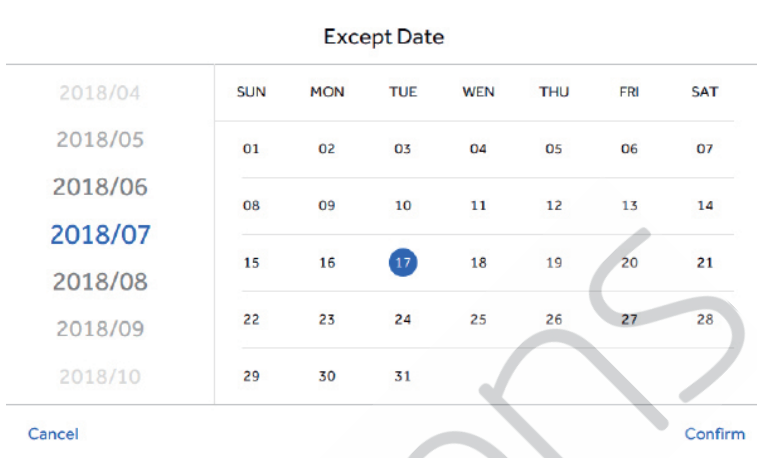 Except Date
2018/04
2018/05
2018/06
2018/07
2018/08
2018/09
2018/10
SUN MON TUE WEN THU FRI SAT
01 02 03 04 05 06 07
08 09 10 11 12 13 14
15 16 17 18 19 20 21
22 23 24 25 26 27 28
29 30 31
Cancel Confirm